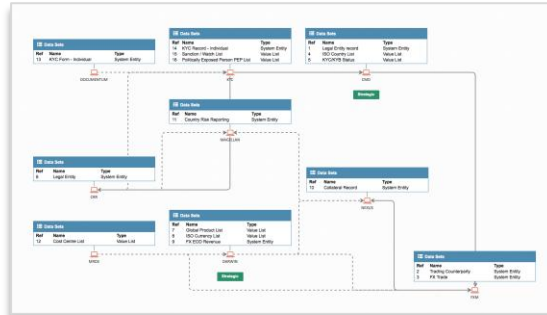 Data Sets
Ref Name Type
13 KYC Form - Individual System Entity
DOCUMENTUM
Data Sets
Ref Name Type
14 KYC Record - Individual System Entity
Sanction / Watch List Value List
Politically Exposed Person PEP List Value List
KYC
Data Sets
Ref Name Type
1 Legal Entity record System Entity
4 ISO Country List Value List
5 KYC/KYB Status Value List
Strategic
Data Sets
Ref Name Type
11 Country Risk Reporting System Entity
MAGELLAN
Data Sets
Ref Name Type
Legal Entity System Entity
Data Sets
Ref Name Type
Collateral Record System Entity
Data Sets
Ref Name Type
12 Cost Centre List Value List
Data Sets
Ref Name Type
7 Global Product List Value List
ISO Currency List Value List
FX EOD Revenue System Entity
DARWIN
Strategic
Data Sets
Ref Name Type
2 Trading Counterparty System Entity
3 FX Trade System Entity